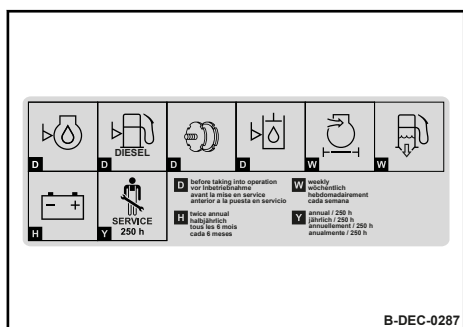 D
D
DIESEL
D
D
W
W
H
SERVICE
250 h
Y
D before taking into operation
vor Inbetriebnahme
avant la mise en service
anterior a la puesta en servicio
W weekly
wöchentlich
hebdomadairement
cada semana
H twice annual
halbjährlich
tous les 6 mois
cada 6 meses
Y annual / 250 h
jährlich / 250 h
annuellement / 250 h
anualmente / 250 h
B-DEC-0287